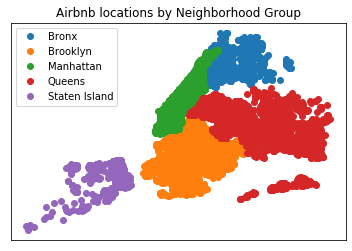 Airbnb locations by Neighborhood Group
Bronx
Brooklyn
Manhattan
Queens
Staten Island